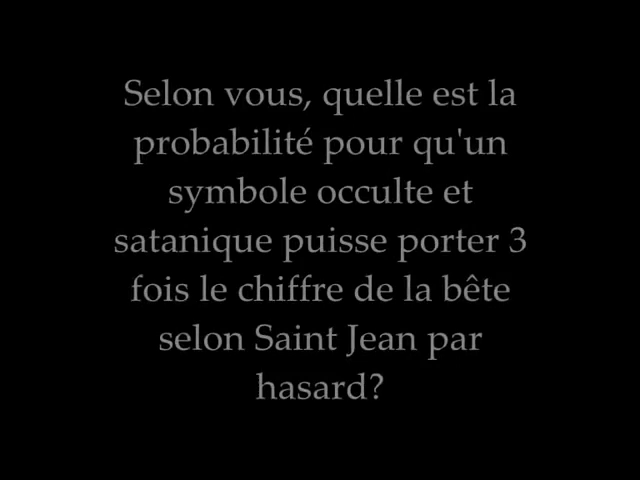 Selon vous, quelle est la
probabilité pour qu'un
symbole occulte et
satanique puisse porter 3
fois le chiffre de la bête
selon Saint Jean par
hasard?